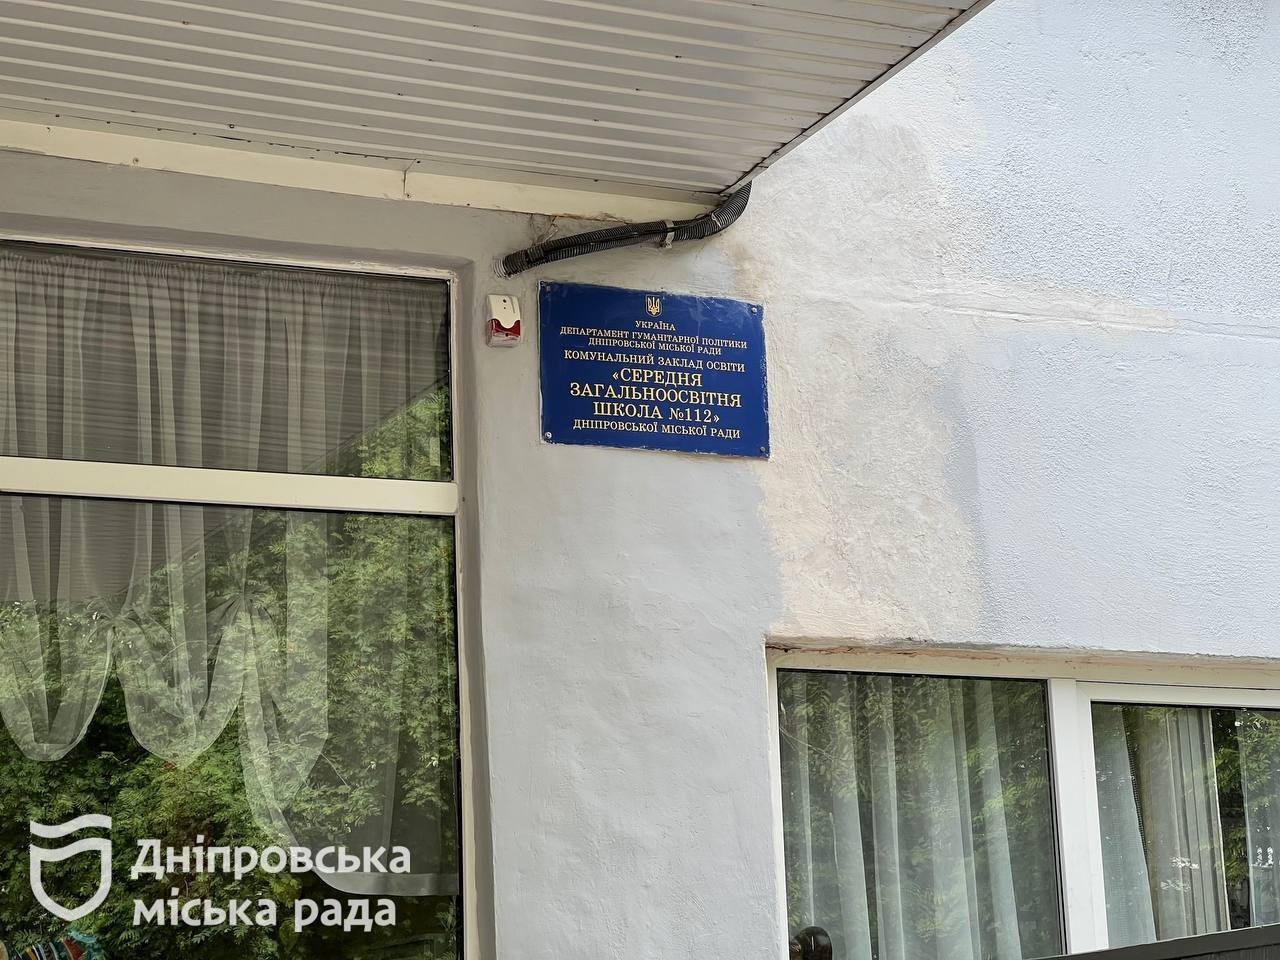 УКРАЇНА
ДЕПАРТАМЕНТ ГУМАНІТАРНОЇ ПОЛІТИКИ
ДНІПРОВСЬКОЇ МІСЬКОЇ РАДИ
КОМУНАЛЬНИЙ ЗАКЛАД ОСВІТИ
«СЕРЕДНЯ
ЗАГАЛЬНООСВІТНЯ
ШКОЛА №112»
ДНІПРОВСЬКОЇ МІСЬКОЇ РАДИ
Дніпровська
міська рада